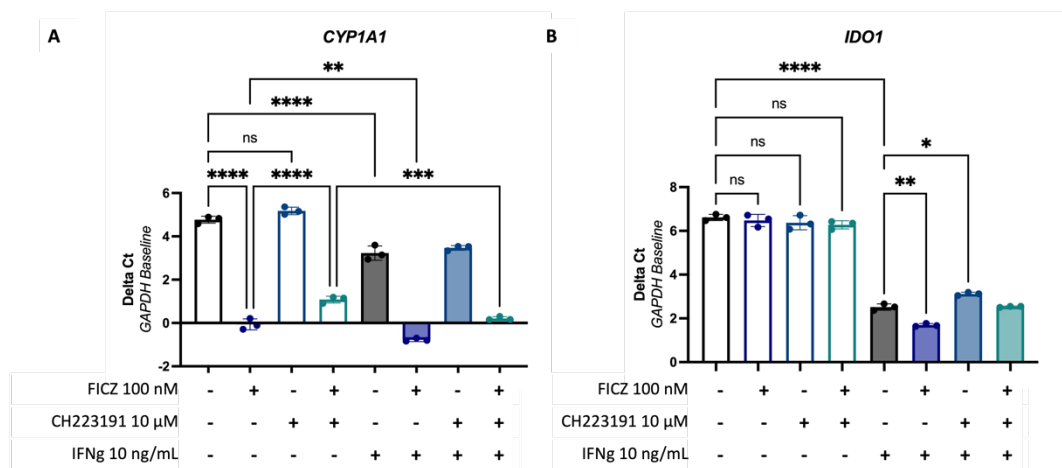 A
CYP1A1
**
****
ns
****
****
***
6
4
2
0
-2
Delta Ct
GAPDH Baseline
FICZ 100 nM - + - + - + - +
CH223191 10 µM - - + + - - + +
IFNg 10 ng/mL - - - - + + + +
B
IDO1
****
ns
ns
*
ns
**
8
6
4
2
0
Delta Ct
GAPDH Baseline
FICZ 100 nM - + - + - + - +
CH223191 10 µM - - + + - - + +
IFNg 10 ng/mL - - - - + + + +